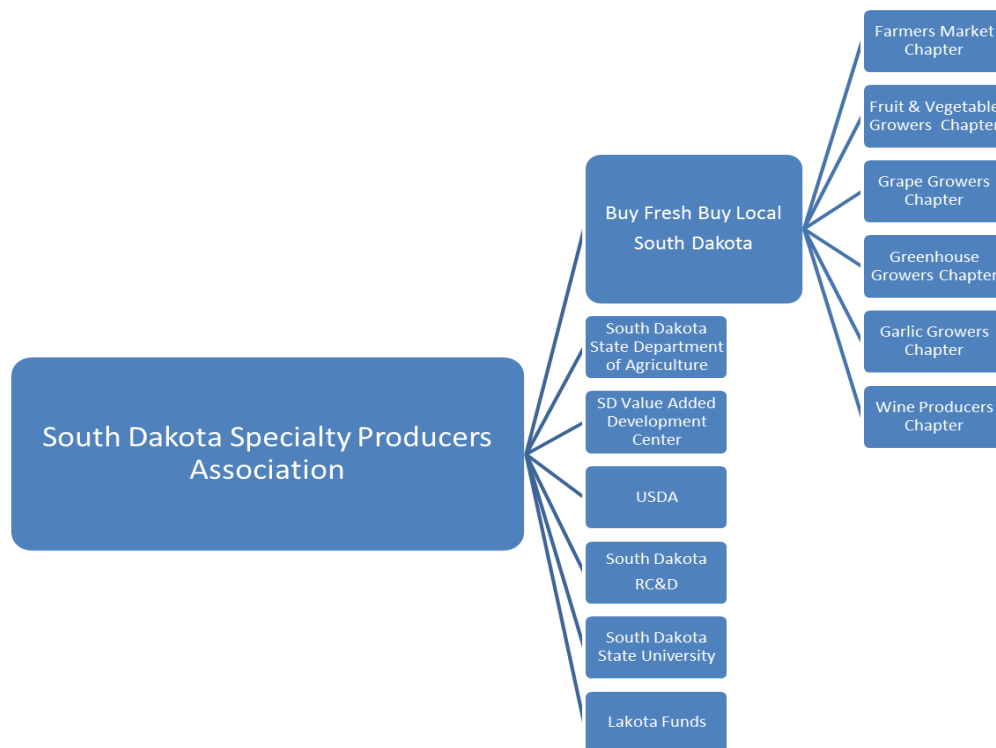 South Dakota Specialty Producers
Association
Buy Fresh Buy Local
South Dakota
Farmers Market
Chapter
Fruit & Vegetable
Growers Chapter
Grape Growers
Chapter
Greenhouse
Growers Chapter
Garlic Growers
Chapter
Wine Producers
Chapter
South Dakota
State Department
of Agriculture
SD Value Added
Development
Center
USDA
South Dakota
RC&D
South Dakota
State University
Lakota Funds